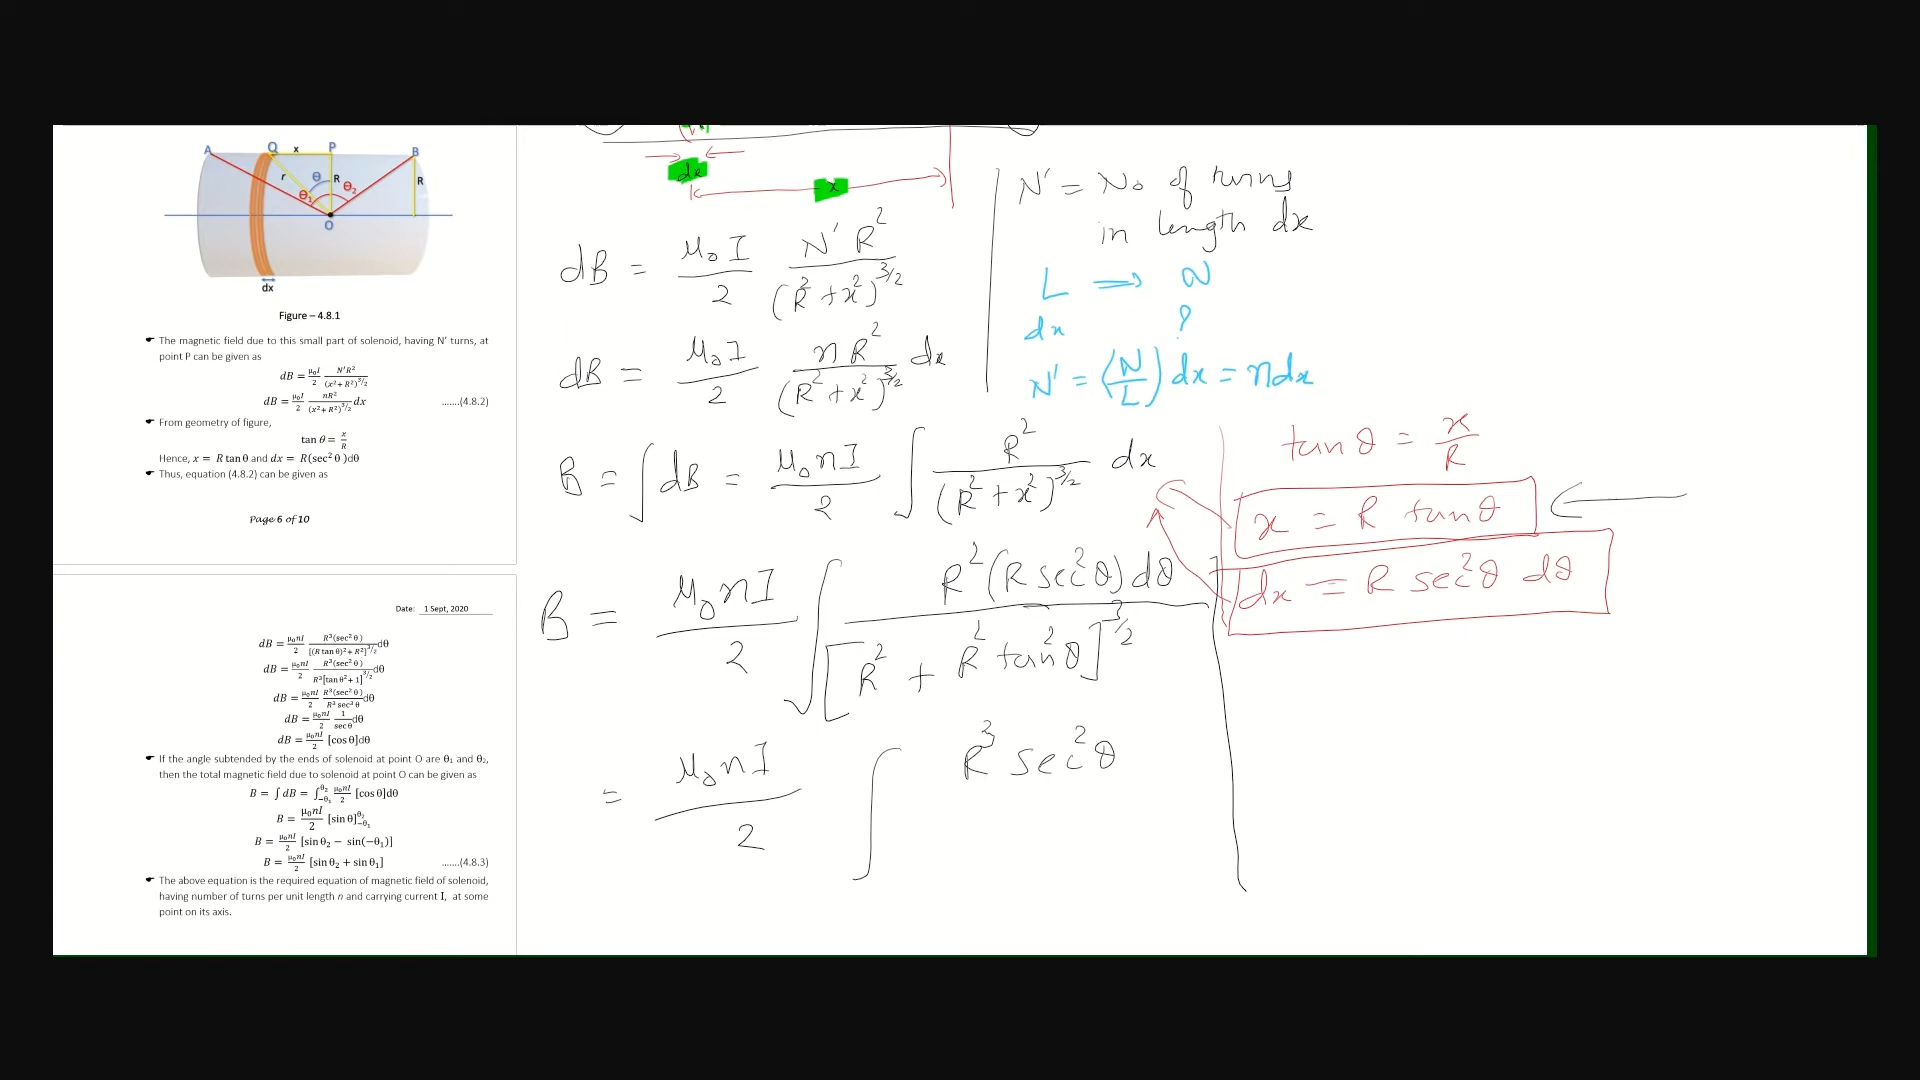 A Q x P B
r θ R θ₂ R
θ₁
O
dx
Figure – 4.8.1
☛ The magnetic field due to this small part of solenoid, having N' turns, at
point P can be given as
dB = μ₀I/2 N'R²/(x²+ R²)^3/2
dB = μ₀I/2 nR²/(x²+ R²)^3/2 dx .......(4.8.2)
☛ From geometry of figure,
tan θ = x/R
Hence, x = R tan θ and dx = R(sec² θ )dθ
☛ Thus, equation (4.8.2) can be given as
Page 6 of 10
Date: 1 Sept, 2020
dB = μ₀nI/2 R³(sec² θ )/[(R tan θ)²+ R²]^3/2 dθ
dB = μ₀nI/2 R³(sec² θ )/R³[tan θ²+ 1]^3/2 dθ
dB = μ₀nI/2 R³(sec² θ )/R³ sec³ θ dθ
dB = μ₀nI/2 1/sec θ dθ
dB = μ₀nI/2 [cos θ]dθ
☛ If the angle subtended by the ends of solenoid at point O are θ₁ and θ₂,
then the total magnetic field due to solenoid at point O can be given as
B = ∫ dB = ∫_{-θ₁}^{θ₂} μ₀nI/2 [cos θ]dθ
B = μ₀nI/2 [sin θ]_{-θ₁}^{θ₂}
B = μ₀nI/2 [sin θ₂ − sin(−θ₁)]
B = μ₀nI/2 [sin θ₂ + sin θ₁] .......(4.8.3)
☛ The above equation is the required equation of magnetic field of solenoid,
having number of turns per unit length n and carrying current I, at some
point on its axis.
dx
x
dB = μ₀I/2 N'R²/(R²+x²)^3/2
dB = μ₀I/2 nR²/(R²+x²)^3/2 dx
B = ∫ dB = μ₀nI/2 ∫ R²/(R²+x²)^3/2 dx
B = μ₀nI/2 ∫ R²(R sec²θ)dθ/[R² + R² tan²θ]^3/2
= μ₀nI/2 ∫ R³ sec²θ
N' = No of turns
in length dx
L ⇒ N
dx ?
N' = (N/L) dx = ndx
tan θ = x/R
x = R tan θ
dx = R sec²θ dθ